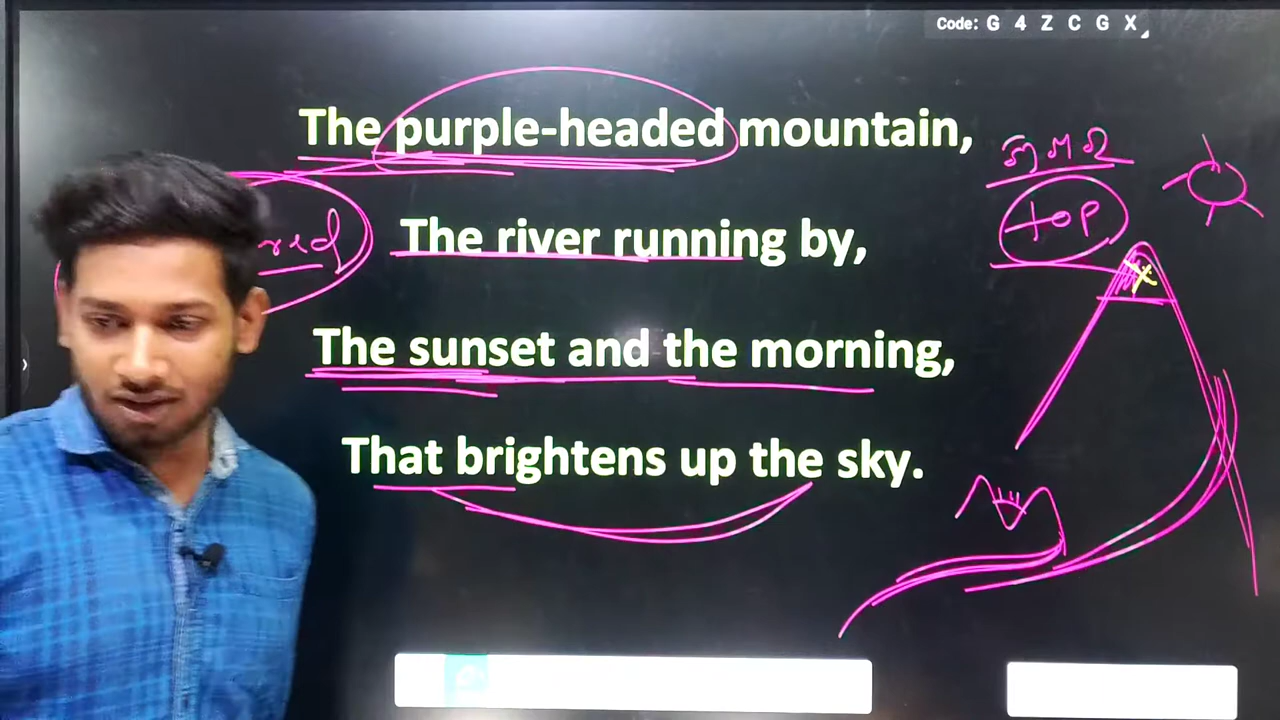 Code: G 4 Z C G X
The purple-headed mountain,
top
The river running by,
The sunset and the morning,
That brightens up the sky.